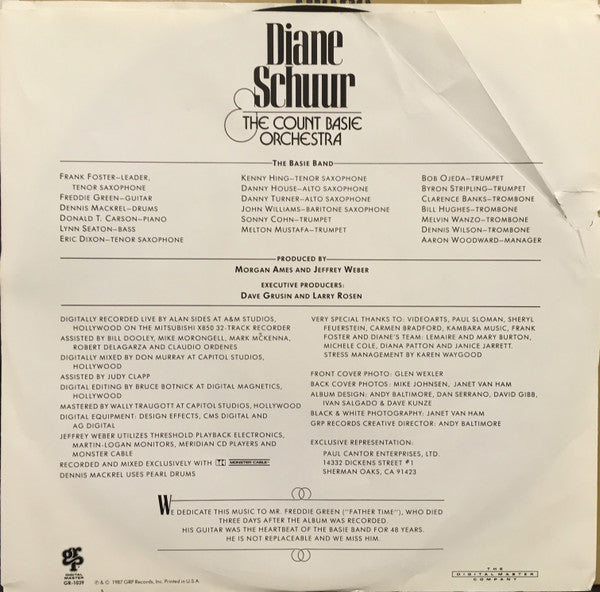 Diane
Schuur
& THE COUNT BASIE
ORCHESTRA
THE BASIE BAND
FRANK FOSTER—LEADER,
TENOR SAXOPHONE
FREDDIE GREEN—GUITAR
DENNIS MACKREL—DRUMS
DONALD T. CARSON—PIANO
LYNN SEATON—BASS
ERIC DIXON—TENOR SAXOPHONE
KENNY HING—TENOR SAXOPHONE
DANNY HOUSE—ALTO SAXOPHONE
DANNY TURNER—ALTO SAXOPHONE
JOHN WILLIAMS—BARITONE SAXOPHONE
SONNY COHN—TRUMPET
MELTON MUSTAFA—TRUMPET
BOB OJEDA—TRUMPET
BYRON STRIPLING—TRUMPET
CLARENCE BANKS—TROMBONE
BILL HUGHES—TROMBONE
MELVIN WANZO—TROMBONE
DENNIS WILSON—TROMBONE
AARON WOODWARD—MANAGER
PRODUCED BY
MORGAN AMES AND JEFFREY WEBER
EXECUTIVE PRODUCERS:
DAVE GRUSIN AND LARRY ROSEN
DIGITALLY RECORDED LIVE BY ALAN SIDES AT A&M STUDIOS,
HOLLYWOOD ON THE MITSUBISHI X850 32-TRACK RECORDER
ASSISTED BY BILL DOOLEY, MIKE MORONGELL, MARK McKENNA,
ROBERT DELAGARZA AND CLAUDIO ORDENES
DIGITALLY MIXED BY DON MURRAY AT CAPITOL STUDIOS,
HOLLYWOOD
ASSISTED BY JUDY CLAPP
DIGITAL EDITING BY BRUCE BOTNICK AT DIGITAL MAGNETICS,
HOLLYWOOD
MASTERED BY WALLY TRAUGOTT AT CAPITOL STUDIOS, HOLLYWOOD
DIGITAL EQUIPMENT: DESIGN EFFECTS, CMS DIGITAL AND
AG DIGITAL
JEFFREY WEBER UTILIZES THRESHOLD PLAYBACK ELECTRONICS,
MARTIN-LOGAN MONITORS, MERIDIAN CD PLAYERS AND
MONSTER CABLE
RECORDED AND MIXED EXCLUSIVELY WITH MONSTER CABLE
DENNIS MACKREL USES PEARL DRUMS
VERY SPECIAL THANKS TO: VIDEOARTS, PAUL SLOMAN, SHERYL
FEUERSTEIN, CARMEN BRADFORD, KAMBARA MUSIC, FRANK
FOSTER AND DIANE'S TEAM: LEMAIRE AND MARY BURTON,
MICHELE COLE, DIANA PATTON AND JANICE JARRETT.
STRESS MANAGEMENT BY KAREN WAYGOOD
FRONT COVER PHOTO: GLEN WEXLER
BACK COVER PHOTOS: MIKE JOHNSEN, JANET VAN HAM
ALBUM DESIGN: ANDY BALTIMORE, DAN SERRANO, DAVID GIBB,
IVAN SALGADO & DAVE KUNZE
BLACK & WHITE PHOTOGRAPHY: JANET VAN HAM
GRP RECORDS CREATIVE DIRECTOR: ANDY BALTIMORE
EXCLUSIVE REPRESENTATION:
PAUL CANTOR ENTERPRISES, LTD.
14332 DICKENS STREET #1
SHERMAN OAKS, CA 91423
WE DEDICATE THIS MUSIC TO MR. FREDDIE GREEN ("FATHER TIME"), WHO DIED
THREE DAYS AFTER THE ALBUM WAS RECORDED.
HIS GUITAR WAS THE HEARTBEAT OF THE BASIE BAND FOR 48 YEARS.
HE IS NOT REPLACEABLE AND WE MISS HIM.
GRP
DIGITAL
MASTER
GR-1039
℗ & © 1987 GRP Records, Inc. Printed in U.S.A.
THE
DIGITAL MASTER
COMPANY